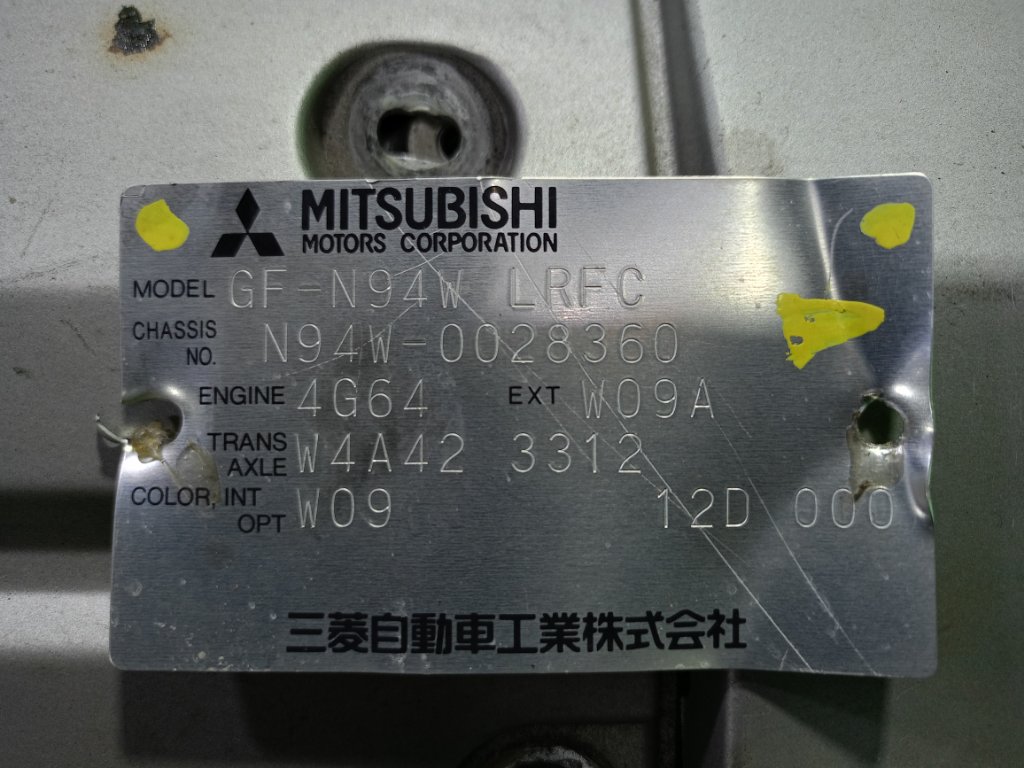 MITSUBISHI
MOTORS CORPORATION
MODEL GF-N94W LRFC
CHASSIS NO. N94W-0028360
ENGINE 4G64 EXT W09A
TRANS AXLE W4A42 3312
COLOR, INT OPT W09 12D 000
三菱自動車工業株式会社